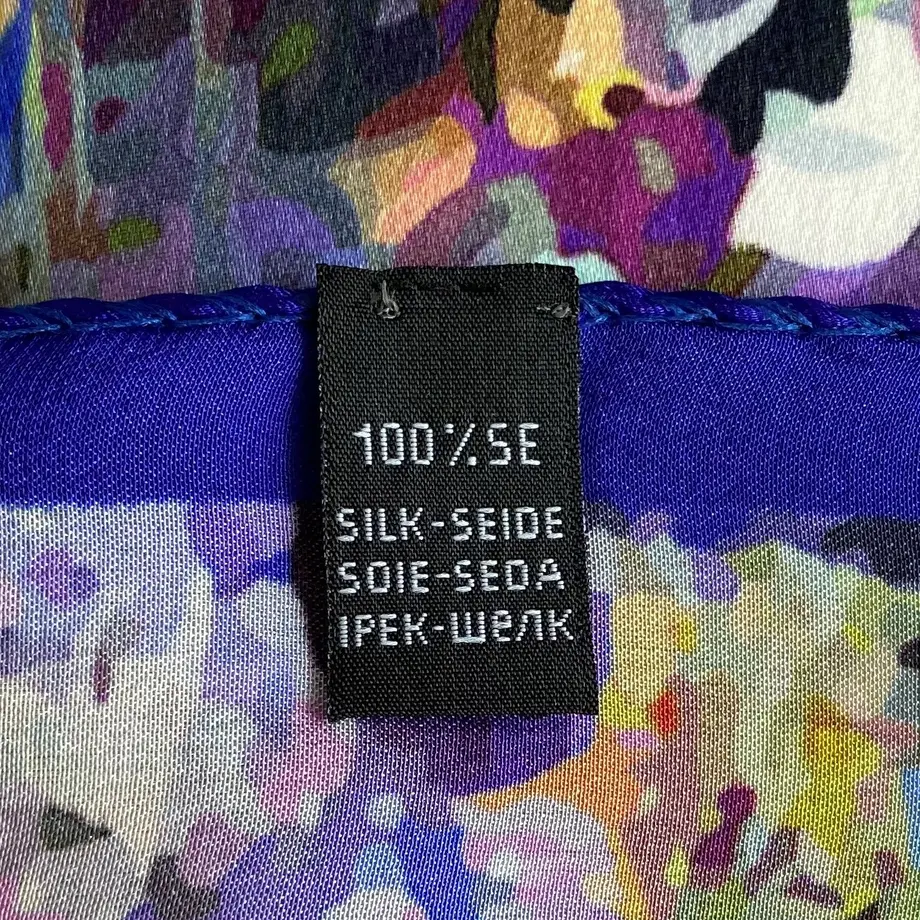 100% SE
SILK-SEIDE
SOIE-SEDA
IPEK-шелк